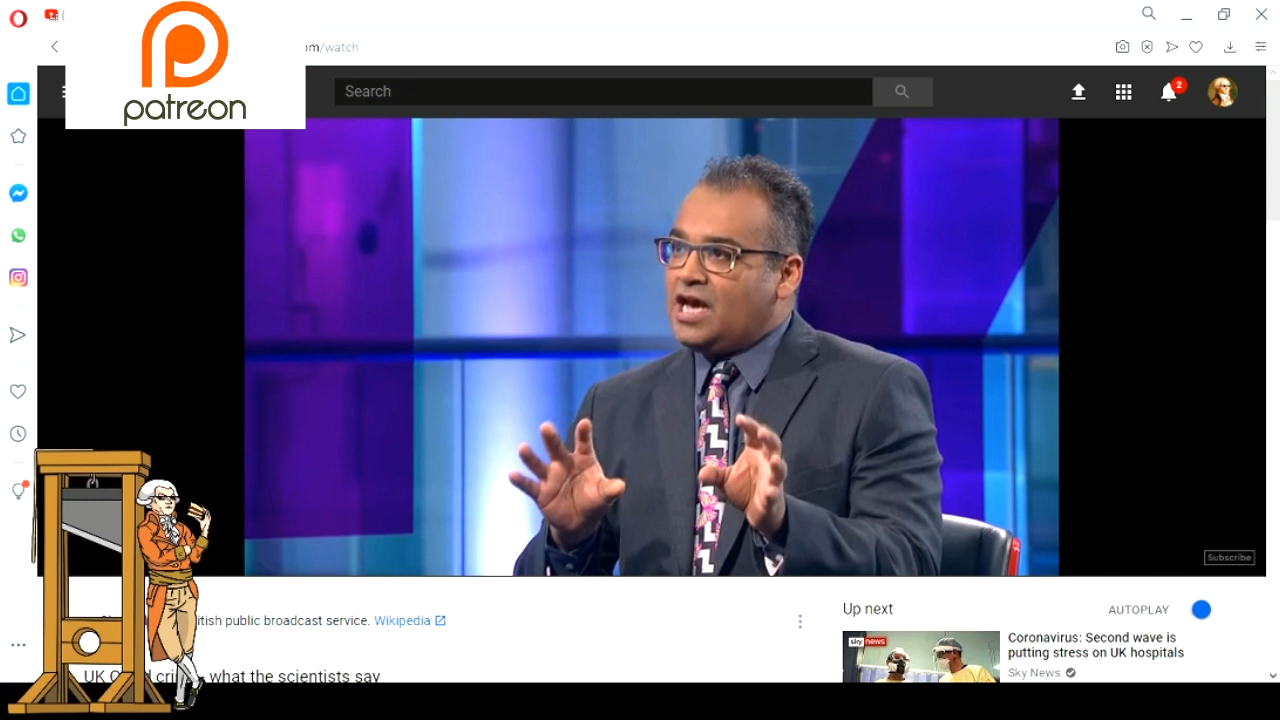 patreon
om/watch
Search
2
Subscribe
itish public broadcast service. Wikipedia
Up next
AUTOPLAY
sky news
Coronavirus: Second wave is
putting stress on UK hospitals
Sky News
what the scientists say